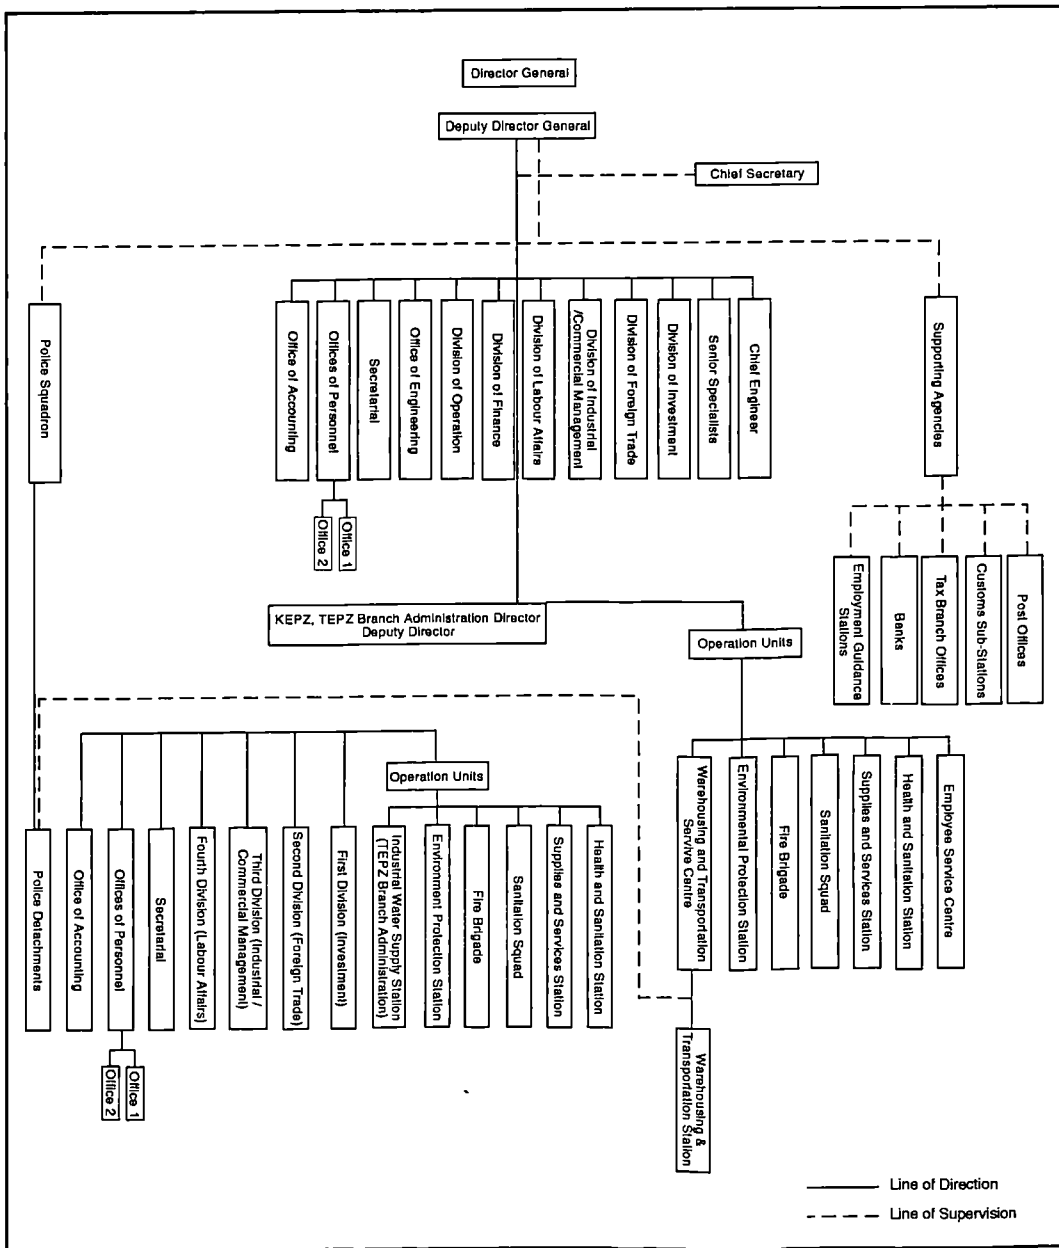 Director General
Deputy Director General
Chief Secretary
Police Squadron
Office of Accounting
Offices of Personnel
Office 2
Office 1
Secretarial
Office of Engineering
Division of Operation
Division of Finance
Division of Labour Affairs
Division of Industrial
/Commercial Management
Division of Foreign Trade
Division of Investment
Senior Specialists
Chief Engineer
Supporting Agencies
Employment Guidance
Stations
Banks
Tax Branch Offices
Customs Sub-Stations
Post Offices
KEPZ, TEPZ Branch Administration Director
Deputy Director
Operation Units
Police Detachments
Office of Accounting
Offices of Personnel
Office 2
Office 1
Secretarial
Fourth Division (Labour Affairs)
Third Division (Industrial /
Commercial Management)
Second Division (Foreign Trade)
First Division (Investment)
Operation Units
Industrial Water Supply Station
(TEPZ Branch Administration)
Environment Protection Station
Fire Brigade
Sanitation Squad
Supplies and Services Station
Health and Sanitation Station
Warehousing and Transportation
Service Centre
Environmental Protection Station
Fire Brigade
Sanitation Squad
Supplies and Services Station
Health and Sanitation Station
Employee Service Centre
Warehousing &
Transportation Station
Line of Direction
Line of Supervision